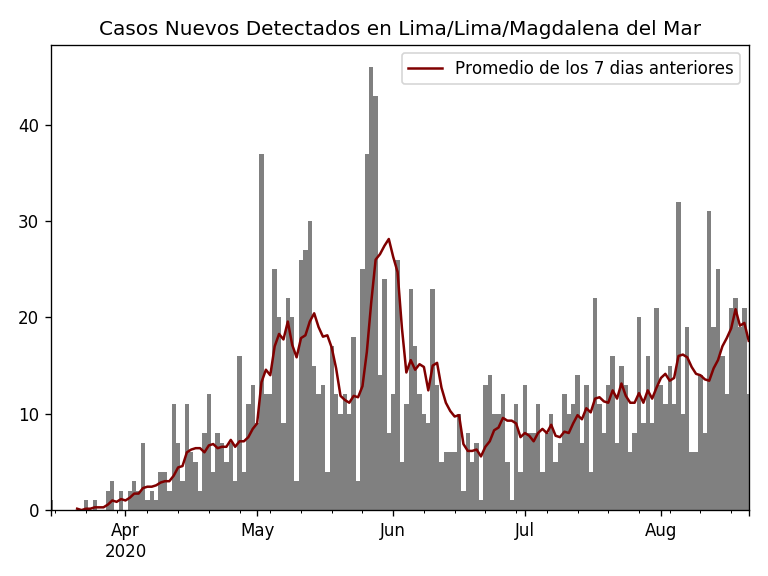 Casos Nuevos Detectados en Lima/Lima/Magdalena del Mar
Promedio de los 7 dias anteriores
40
30
20
10
0
Apr
2020
May
Jun
Jul
Aug